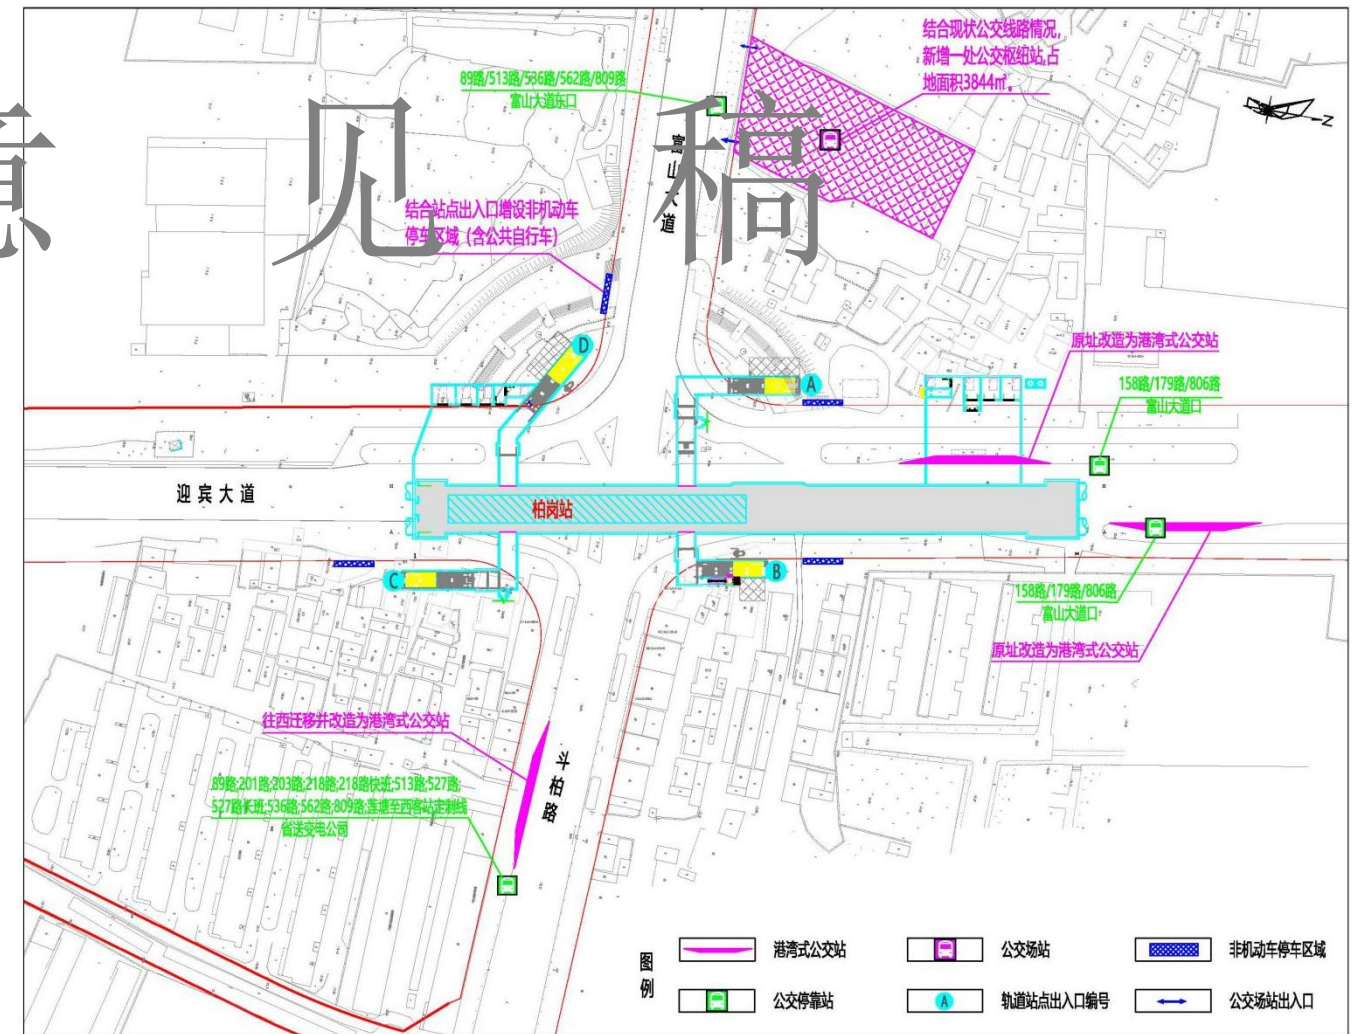 结合现状公交线路情况,
新增一处公交枢纽站,占
地面积3844㎡。
89路/513路/536路/562路/809路
富山大道东口
意见稿
富山大道
Z
结合站点出入口增设非机动车
停车区域（含公共自行车）
D
A
原址改造为港湾式公交站
158路/179路/806路
富山大道口
迎宾大道
柏岗站
C
B
158路/179路/806路
富山大道口
原址改造为港湾式公交站
往西迁移并改造为港湾式公交站
斗柏路
89路;201路;203路;218路;218路快班;513路;527路;
527路长班;536路;562路;809路;莲塘至西客站定制线
省送变电公司
图例
港湾式公交站
公交场站
非机动车停车区域
公交停靠站
A
轨道站点出入口编号
公交场站出入口